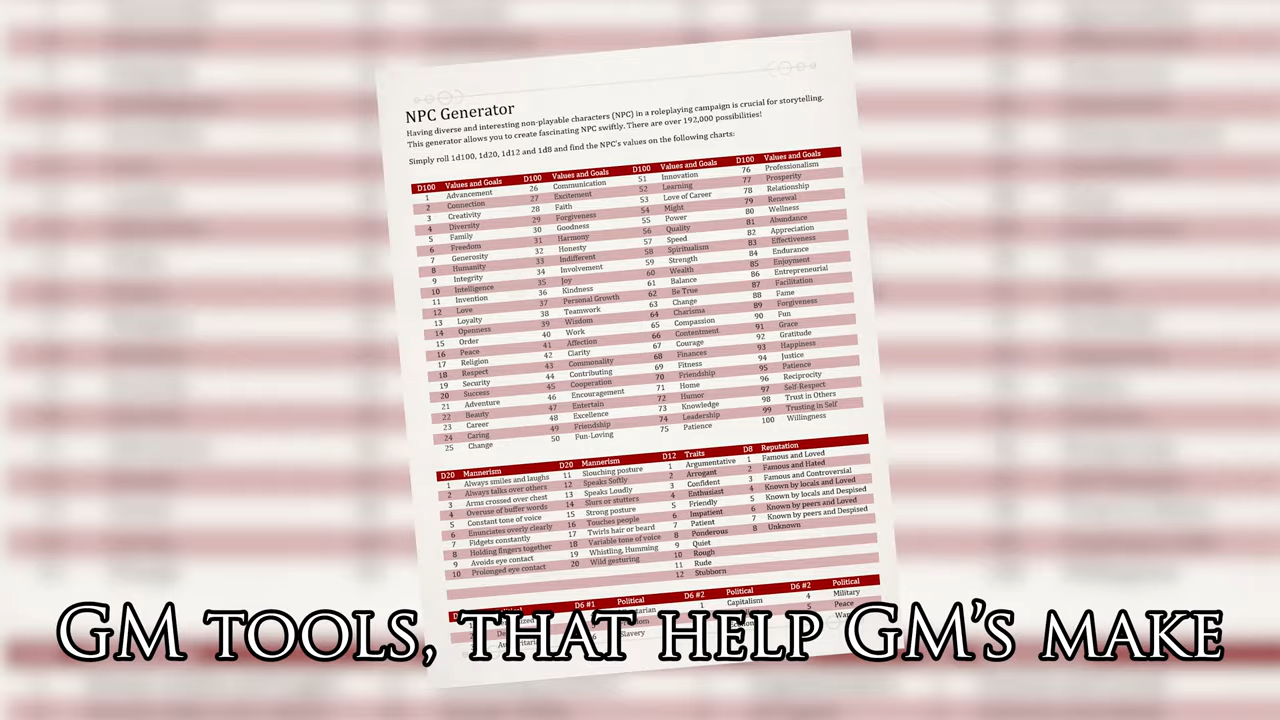 NPC Generator
Having diverse and interesting non-playable characters (NPC) in a roleplaying campaign is crucial for storytelling.
This generator allows you to create fascinating NPC swiftly. There are over 192,000 possibilities!
Simply roll 1d100, 1d20, 1d12 and 1d8 and find the NPC's values on the following charts:
D100 Values and Goals D100 Values and Goals D100 Values and Goals D100 Values and Goals
1 Advancement 26 Communication 51 Innovation 76 Professionalism
2 Connection 27 Excitement 52 Learning 77 Prosperity
3 Creativity 28 Faith 53 Love of Career 78 Relationship
4 Diversity 29 Forgiveness 54 Might 79 Renewal
5 Family 30 Goodness 55 Power 80 Wellness
6 Freedom 31 Harmony 56 Quality 81 Abundance
7 Generosity 32 Honesty 57 Speed 82 Appreciation
8 Humanity 33 Indifferent 58 Spiritualism 83 Effectiveness
9 Integrity 34 Involvement 59 Strength 84 Endurance
10 Intelligence 35 Joy 60 Wealth 85 Enjoyment
11 Invention 36 Kindness 61 Balance 86 Entrepreneurial
12 Love 37 Personal Growth 62 Be True 87 Facilitation
13 Loyalty 38 Teamwork 63 Change 88 Fame
14 Openness 39 Wisdom 64 Charisma 89 Forgiveness
15 Order 40 Work 65 Compassion 90 Fun
16 Peace 41 Affection 66 Contentment 91 Grace
17 Religion 42 Clarity 67 Courage 92 Gratitude
18 Respect 43 Commonality 68 Finances 93 Happiness
19 Security 44 Contributing 69 Fitness 94 Justice
20 Success 45 Cooperation 70 Friendship 95 Patience
21 Adventure 46 Encouragement 71 Home 96 Reciprocity
22 Beauty 47 Entertain 72 Humor 97 Self-Respect
23 Career 48 Excellence 73 Knowledge 98 Trust in Others
24 Caring 49 Friendship 74 Leadership 99 Trusting in Self
25 Change 50 Fun-Loving 75 Patience 100 Willingness
D20 Mannerism D20 Mannerism D12 Traits D8 Reputation
1 Always smiles and laughs 11 Slouching posture 1 Argumentative 1 Famous and Loved
2 Always talks over others 12 Speaks Softly 2 Arrogant 2 Famous and Hated
3 Arms crossed over chest 13 Speaks Loudly 3 Confident 3 Famous and Controversial
4 Overuse of buffer words 14 Slurs or stutters 4 Enthusiast 4 Known by locals and Loved
5 Constant tone of voice 15 Strong posture 5 Friendly 5 Known by locals and Despised
6 Enunciates overly clearly 16 Touches people 6 Impatient 6 Known by peers and Loved
7 Fidgets constantly 17 Twirls hair or beard 7 Patient 7 Known by peers and Despised
8 Holding fingers together 18 Variable tone of voice 8 Ponderous 8 Unknown
9 Avoids eye contact 19 Whistling, Humming 9 Quiet
10 Prolonged eye contact 20 Wild gesturing 10 Rough
11 Rude
12 Stubborn
D6 #1 Political D6 #2 Political D6 #2 Political
1 Capitalism 4 Military
5 Peace
6 Slavery
GM TOOLS, THAT HELP GM'S MAKE